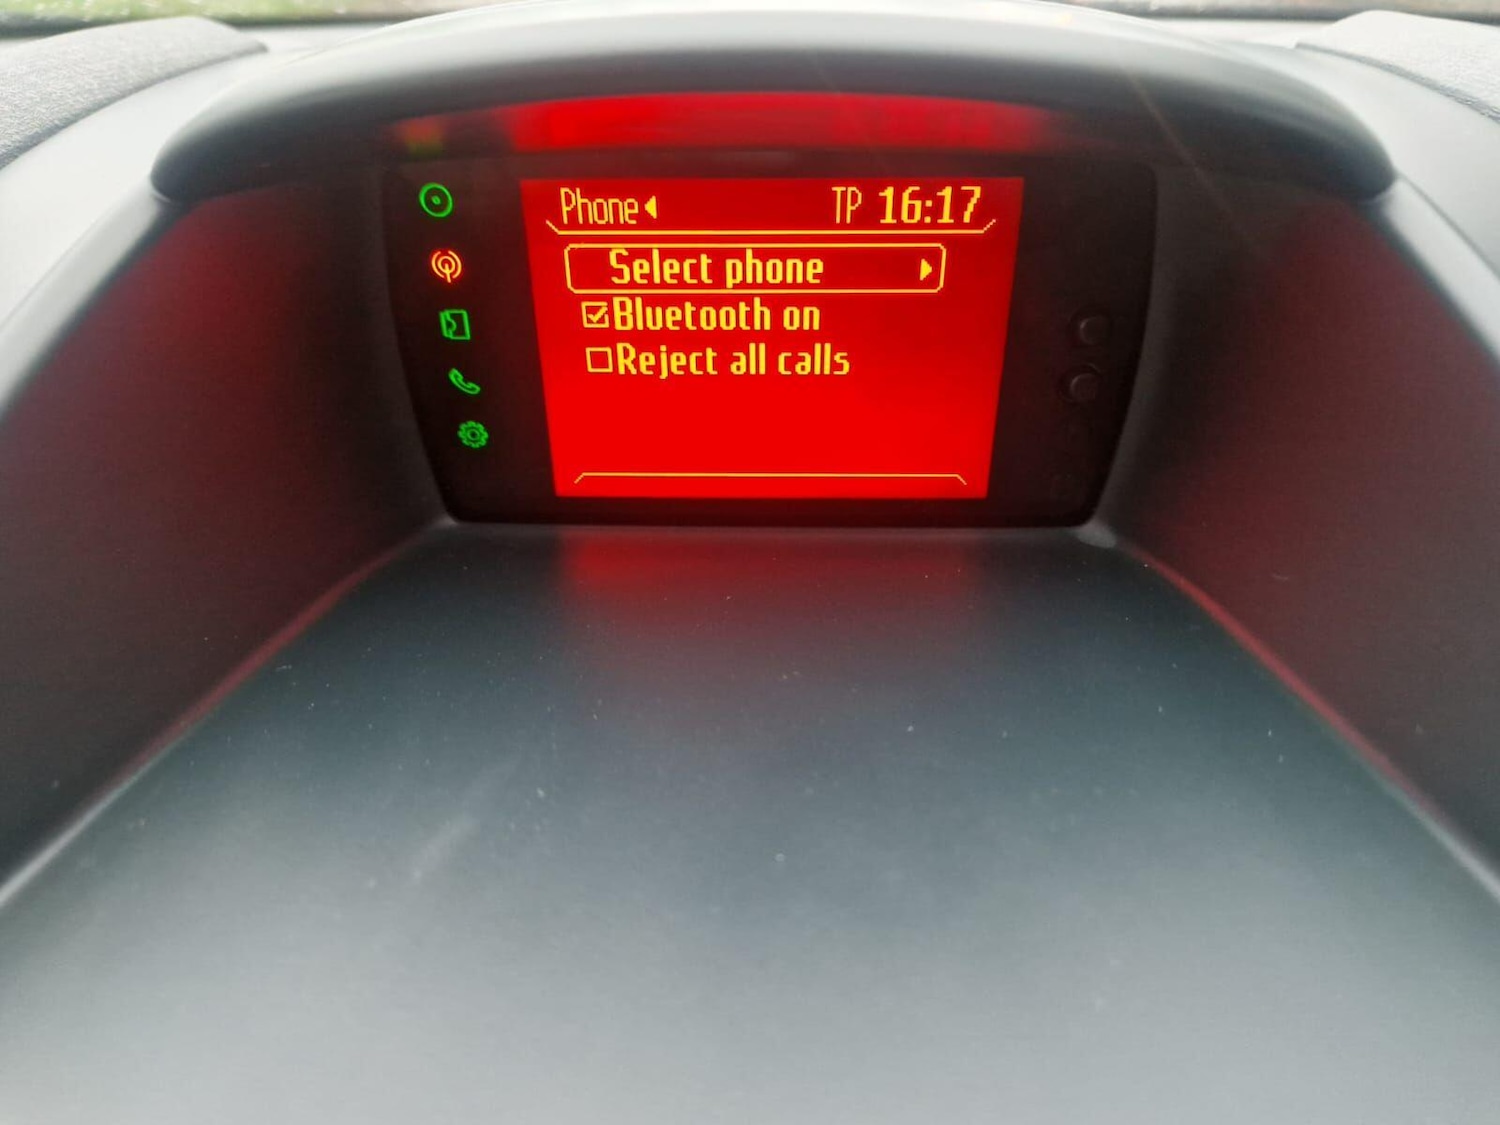 Phone TP 16:17
Select phone
Bluetooth on
Reject all calls